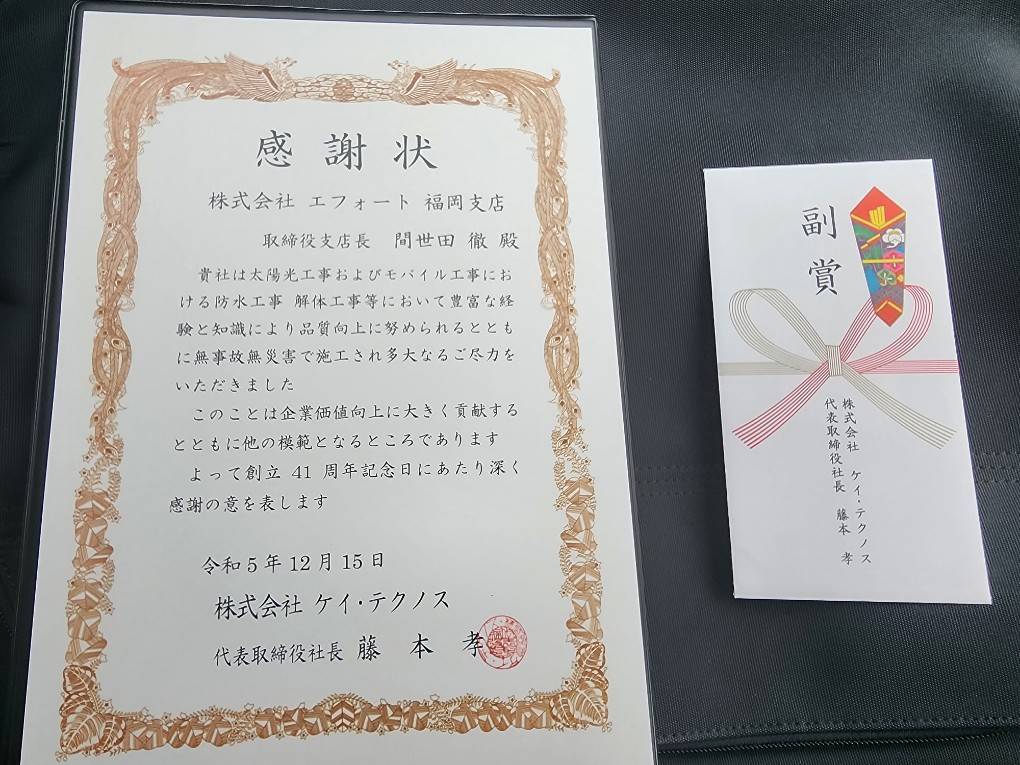 感謝状
株式会社 エフォート 福岡支店
取締役支店長 間世田 徹 殿
貴社は太陽光工事およびモバイル工事にお
ける防水工事 解体工事等において豊富な経
験と知識により品質向上に努められるととも
に無事故無災害で施工され多大なるご尽力を
いただきました
このことは企業価値向上に大きく貢献する
とともに他の模範となるところであります
よって創立 41 周年記念日にあたり深く
感謝の意を表します
令和5年12月15日
株式会社 ケイ・テクノス
代表取締役社長 藤本 孝
副賞
株式会社 ケイ・テクノス
代表取締役社長 藤本 孝